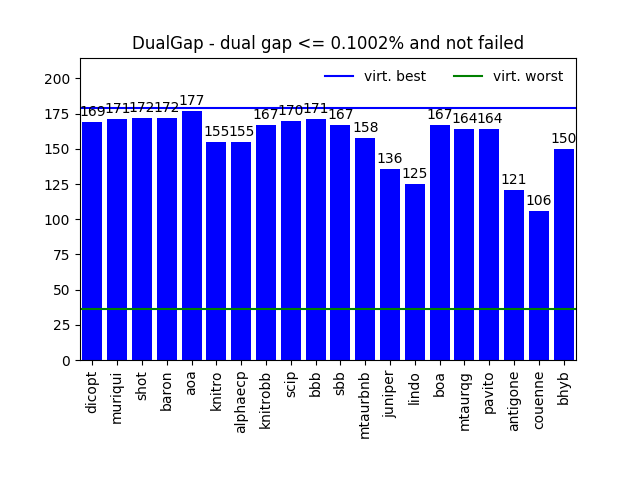 DualGap - dual gap <= 0.1002% and not failed
virt. best
virt. worst
200
175
150
125
100
75
50
25
0
169
171
172
172
177
155
155
167
170
171
167
158
136
125
167
164
164
121
106
150
dicopt
muriqui
shot
baron
aoa
knitro
alphaecp
knitrobb
scip
bbb
sbb
mtaurbnb
juniper
lindo
boa
mtaurqg
pavito
antigone
couenne
bhyb